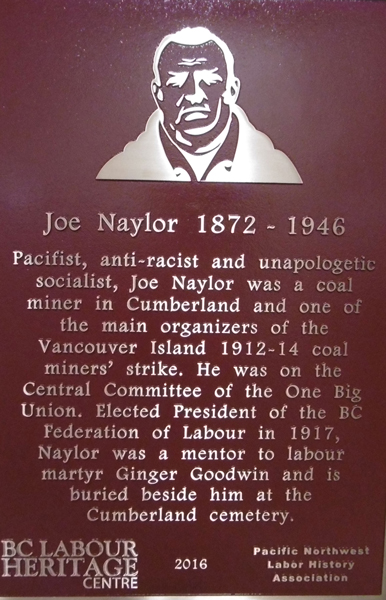 Joe Naylor 1872 - 1946
Pacifist, anti-racist and unapologetic
socialist, Joe Naylor was a coal
miner in Cumberland and one of
the main organizers of the
Vancouver Island 1912-14 coal
miners' strike. He was on the
Central Committee of the One Big
Union. Elected President of the BC
Federation of Labour in 1917,
Naylor was a mentor to labour
martyr Ginger Goodwin and is
buried beside him at the
Cumberland cemetery.
BC LABOUR
HERITAGE
CENTRE
2016
Pacific Northwest
Labor History
Association